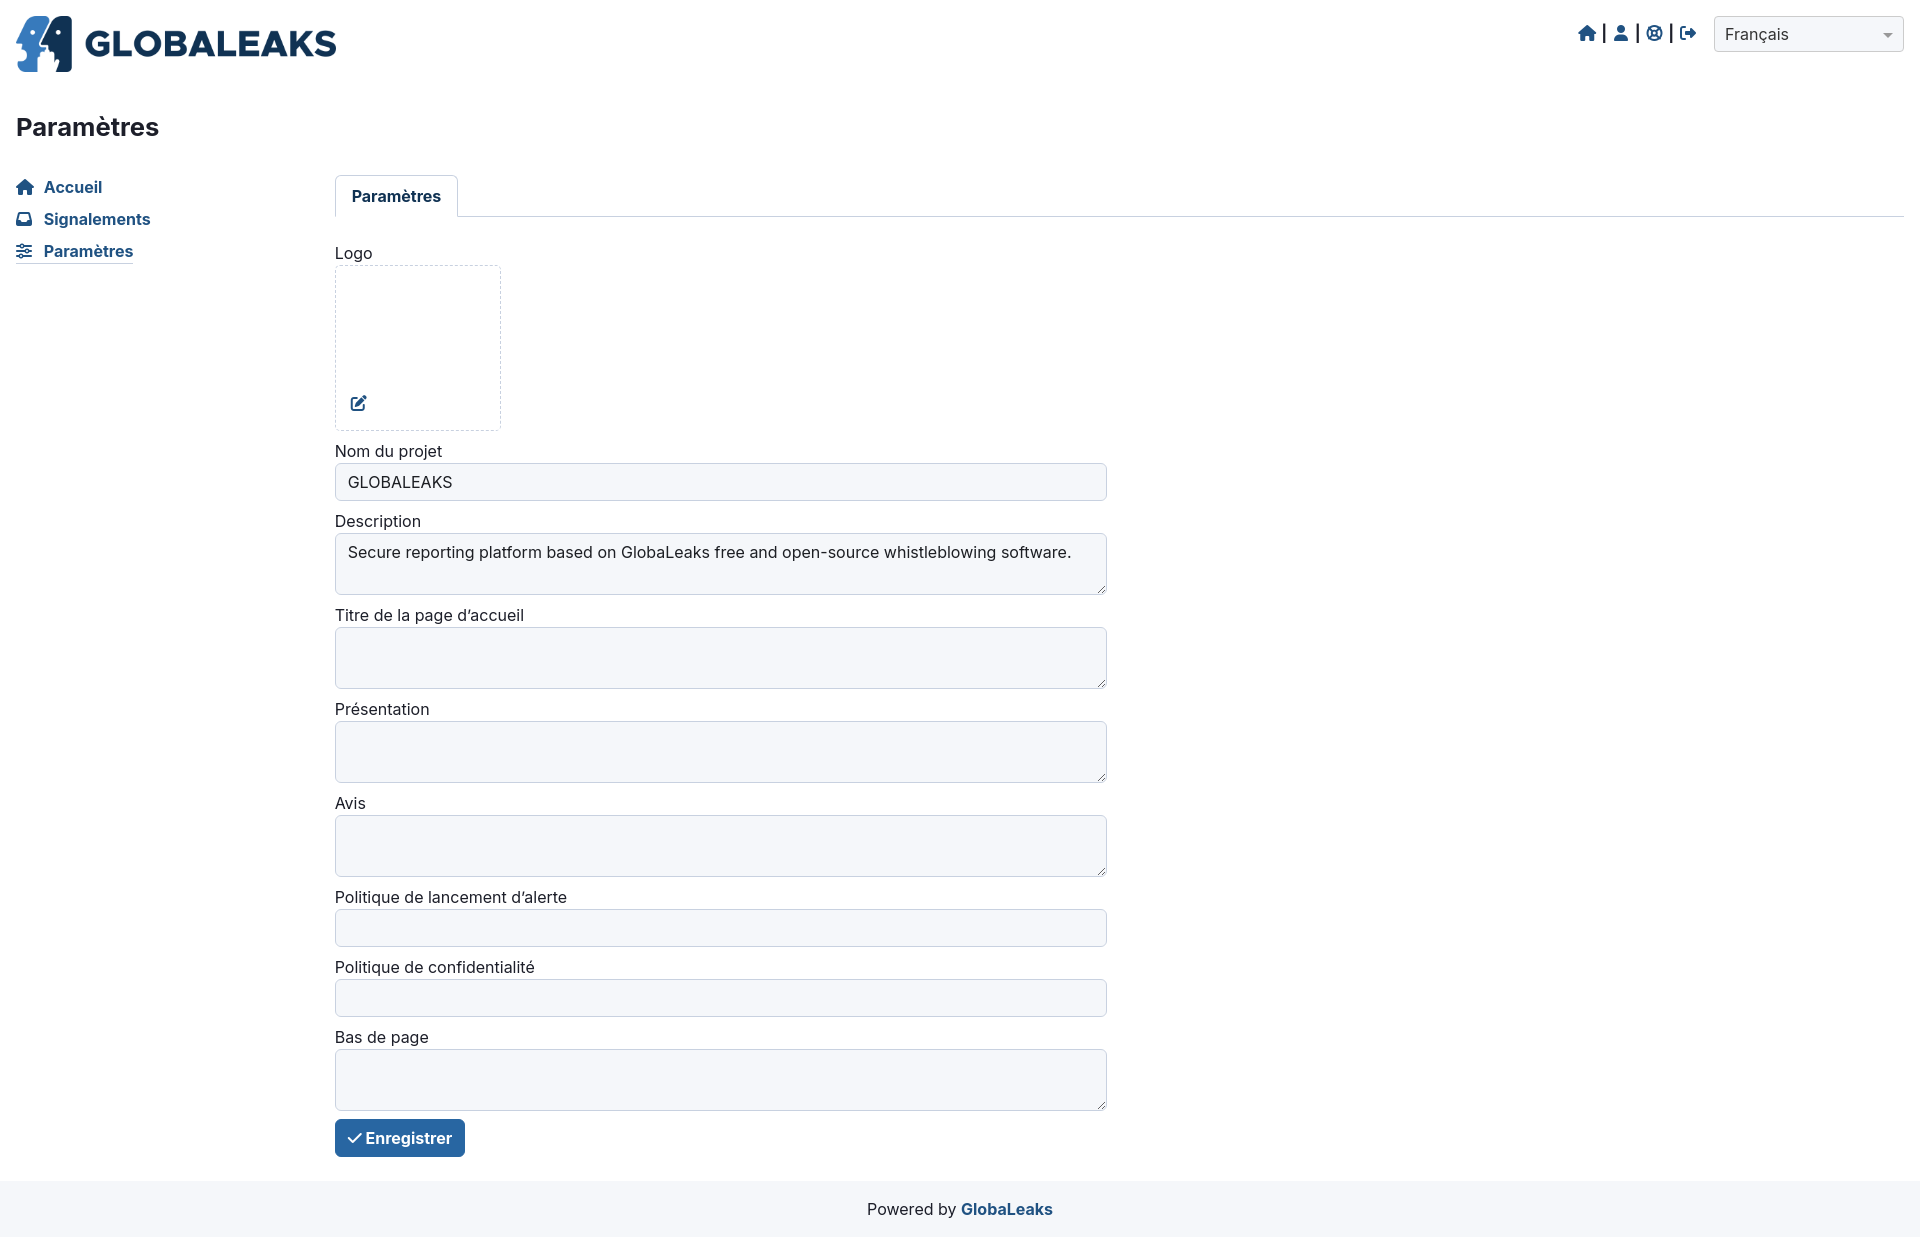 GLOBALEAKS
Français
Paramètres
Accueil
Signalements
Paramètres
Paramètres
Logo
Nom du projet
GLOBALEAKS
Description
Secure reporting platform based on GlobaLeaks free and open-source whistleblowing software.
Titre de la page d’accueil
Présentation
Avis
Politique de lancement d’alerte
Politique de confidentialité
Bas de page
Enregistrer
Powered by GlobaLeaks